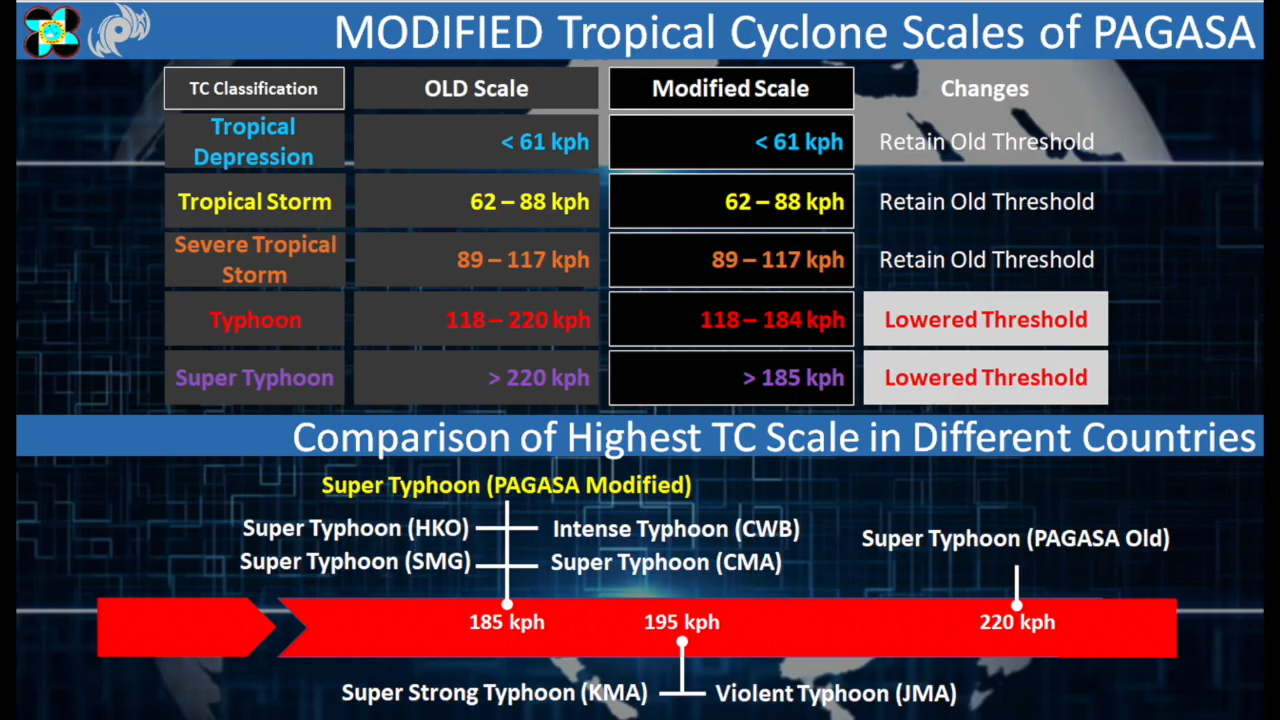 MODIFIED Tropical Cyclone Scales of PAGASA
TC Classification OLD Scale Modified Scale Changes
Tropical
Depression
< 61 kph < 61 kph Retain Old Threshold
Tropical Storm 62 – 88 kph 62 – 88 kph Retain Old Threshold
Severe Tropical
Storm
89 – 117 kph 89 – 117 kph Retain Old Threshold
Typhoon 118 – 220 kph 118 – 184 kph Lowered Threshold
Super Typhoon > 220 kph > 185 kph Lowered Threshold
Comparison of Highest TC Scale in Different Countries
Super Typhoon (PAGASA Modified)
Super Typhoon (HKO) Intense Typhoon (CWB)
Super Typhoon (PAGASA Old)
Super Typhoon (SMG) Super Typhoon (CMA)
185 kph 195 kph 220 kph
Super Strong Typhoon (KMA) Violent Typhoon (JMA)